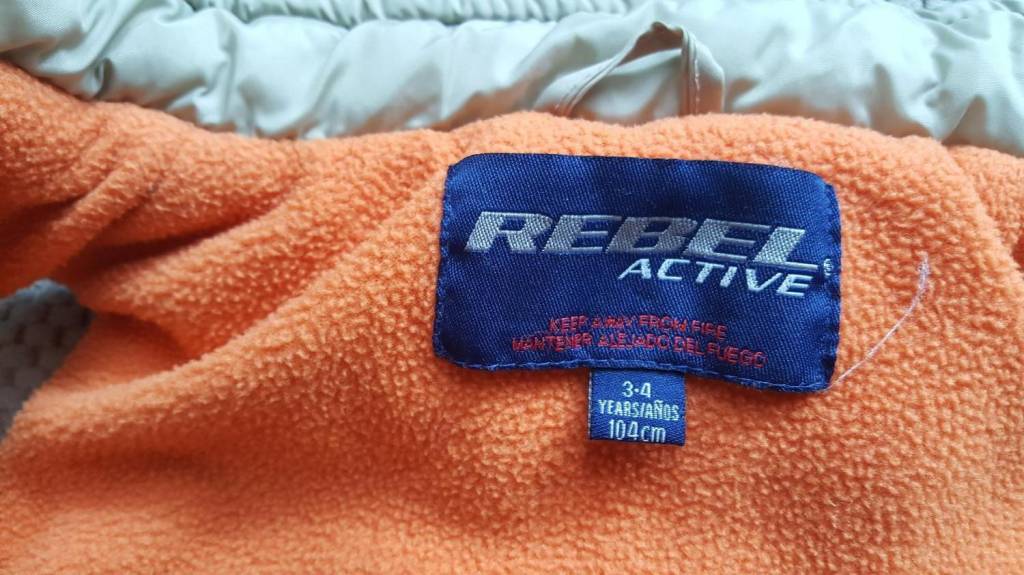 REBEL®
ACTIVE
KEEP AWAY FROM FIRE
MANTENER ALEJADO DEL FUEGO
3-4
YEARS/AÑOS
104cm